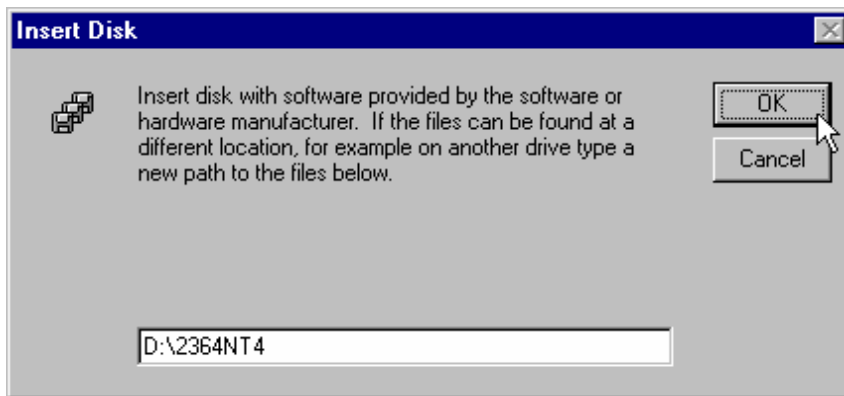 Insert Disk
Insert disk with software provided by the software or
hardware manufacturer.  If the files can be found at a
different location, for example on another drive type a
new path to the files below.
OK
Cancel
D:\2364NT4